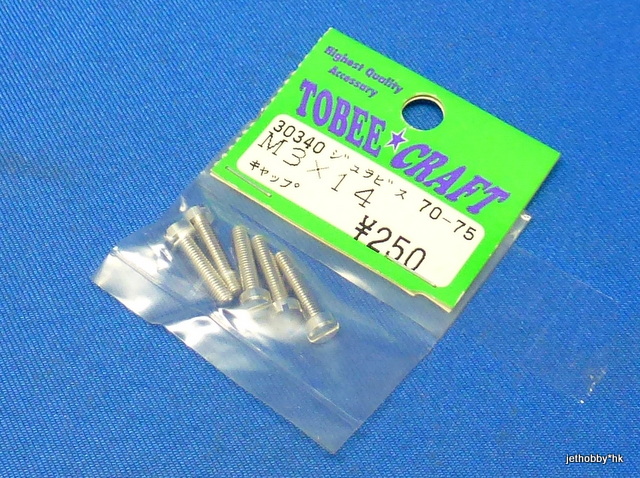 Highest Quality
Accessory
TOBEE★CRAFT
30340 ジュラビス 70-75
M3×14
キャップ
¥250
jethobby*hk